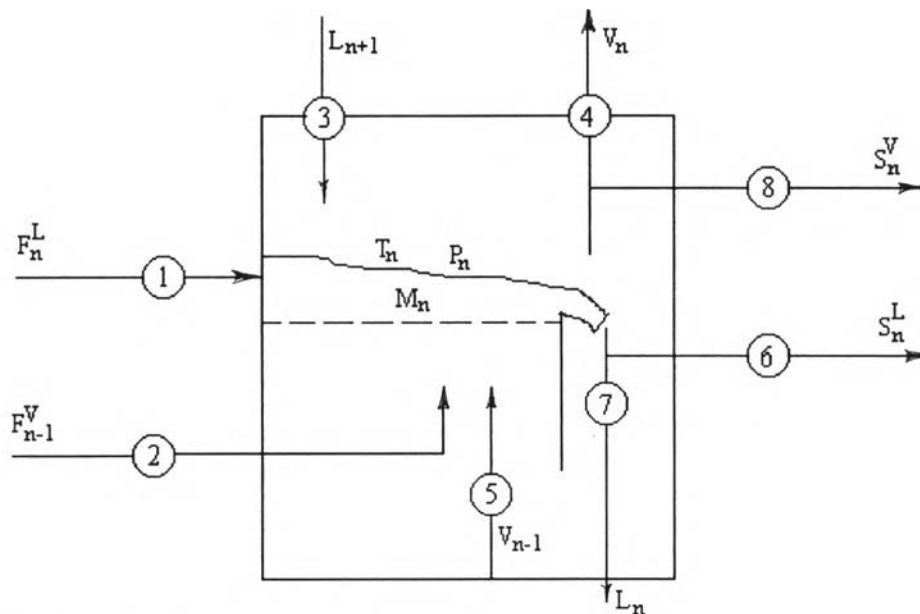 L_{n+1}
V_n
3
4
S_n^V
8
F_n^L
T_n
P_n
1
M_n
S_n^L
6
7
F_{n-1}^V
2
5
V_{n-1}
L_n